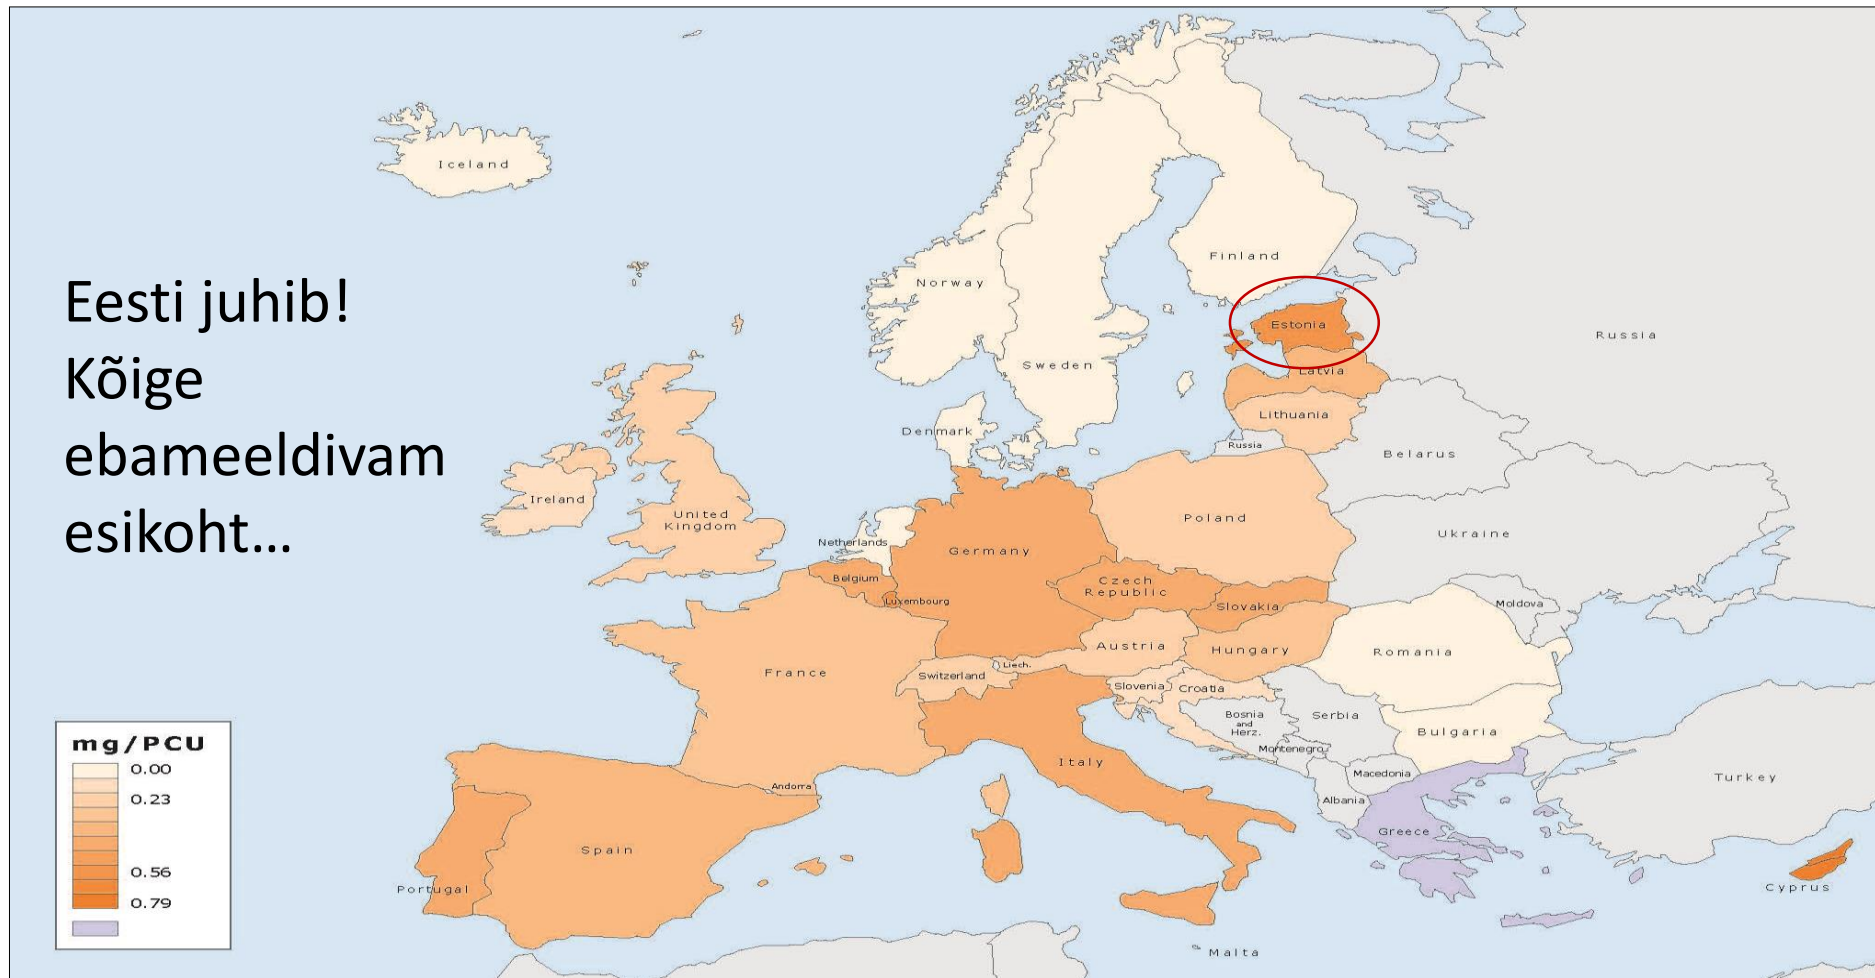 Iceland
Finland
Norway
Estonia
Russia
Sweden
Latvia
Lithuania
Denmark
Russia
Belarus
Ireland
United
Kingdom
Poland
Ukraine
Netherlands
Germany
Belgium
Czech
Republic
Luxembourg
Slovakia
Moldova
Austria
Hungary
Romania
France
Switzerland
Liech.
Slovenia
Croatia
Bosnia
and
Herz.
Serbia
Bulgaria
Montenegro
Italy
Macedonia
Turkey
Andorra
Albania
Greece
Spain
Portugal
Cyprus
Malta
Eesti juhib!
Kõige
ebameeldivam
esikoht...
mg/PCU
0.00
0.23
0.56
0.79